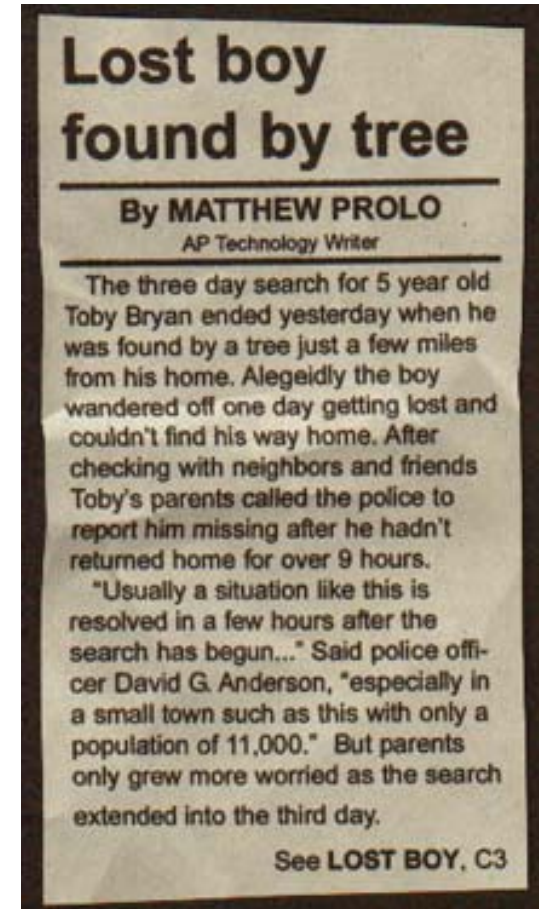 Lost boy
found by tree
By MATTHEW PROLO
AP Technology Writer
The three day search for 5 year old
Toby Bryan ended yesterday when he
was found by a tree just a few miles
from his home. Alegeidly the boy
wandered off one day getting lost and
couldn't find his way home. After
checking with neighbors and friends
Toby's parents called the police to
report him missing after he hadn't
returned home for over 9 hours.
"Usually a situation like this is
resolved in a few hours after the
search has begun..." Said police offi-
cer David G. Anderson, "especially in
a small town such as this with only a
population of 11,000." But parents
only grew more worried as the search
extended into the third day.
See LOST BOY, C3